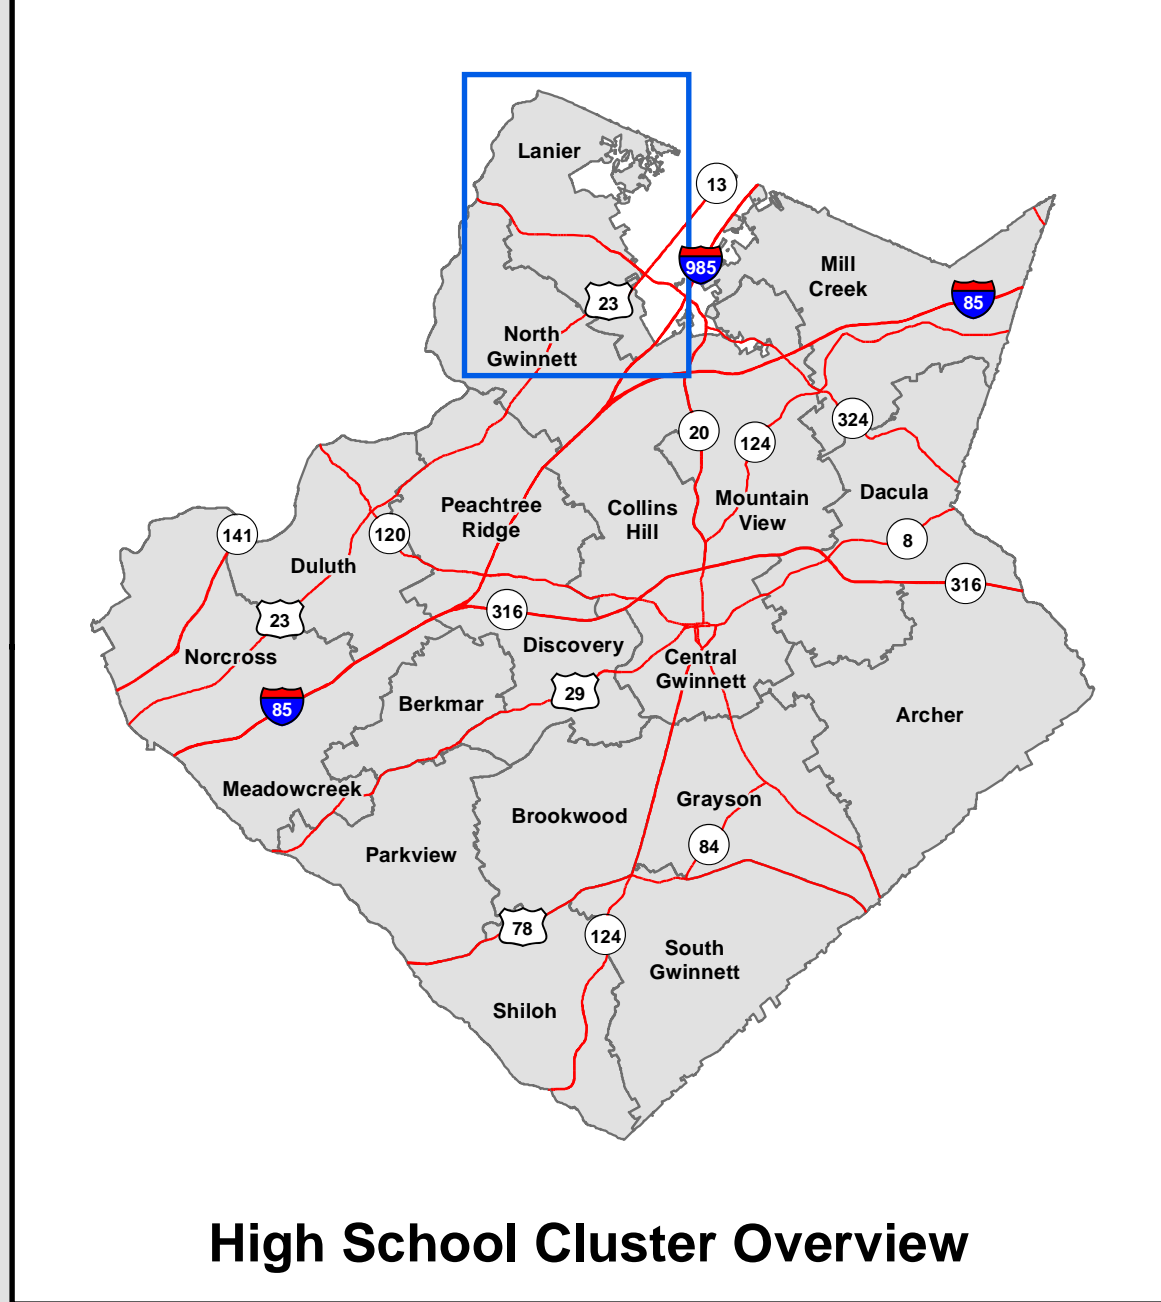 Lanier
13
985
Mill
Creek
85
23
North
Gwinnett
324
20
124
Peachtree
Ridge
Collins
Hill
Mountain
View
Dacula
141
120
8
Duluth
316
316
23
Discovery
Norcross
Central
Gwinnett
29
85
Berkmar
Archer
Meadowcreek
Grayson
Brookwood
84
Parkview
78
124
South
Gwinnett
Shiloh
High School Cluster Overview